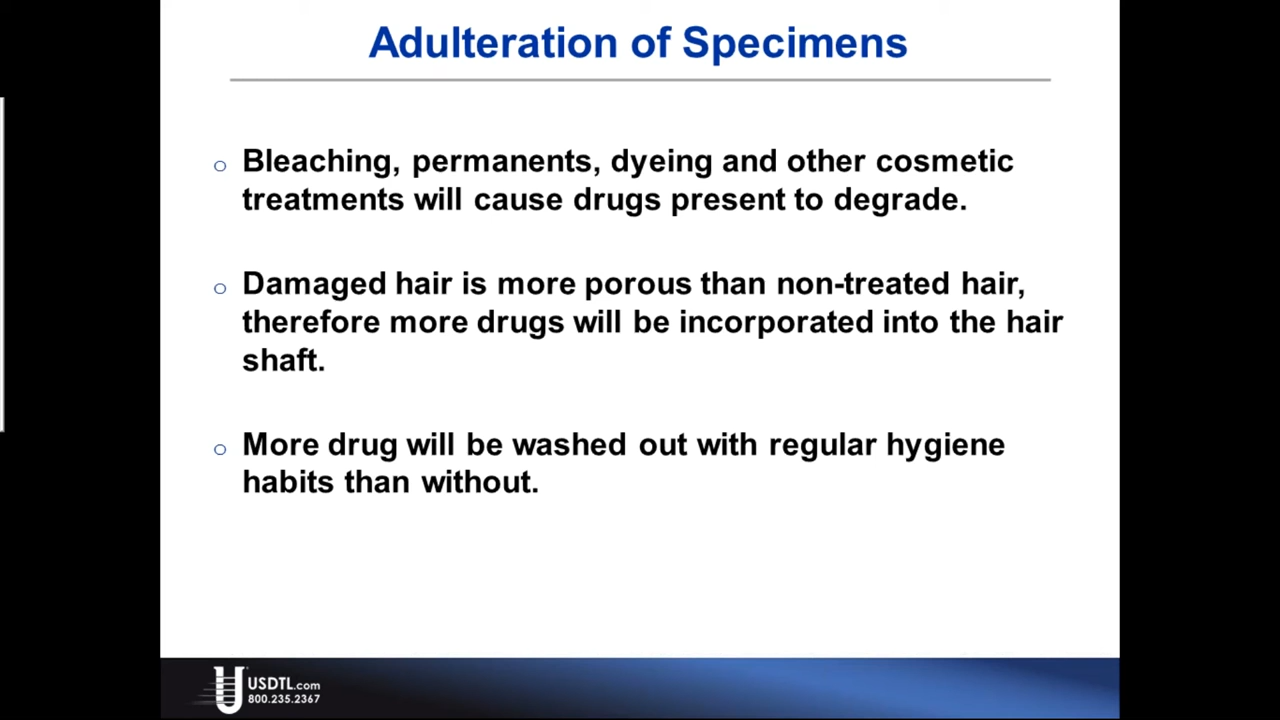 Adulteration of Specimens
o Bleaching, permanents, dyeing and other cosmetic
treatments will cause drugs present to degrade.
o Damaged hair is more porous than non-treated hair,
therefore more drugs will be incorporated into the hair
shaft.
o More drug will be washed out with regular hygiene
habits than without.
USDTL.com
800.235.2367